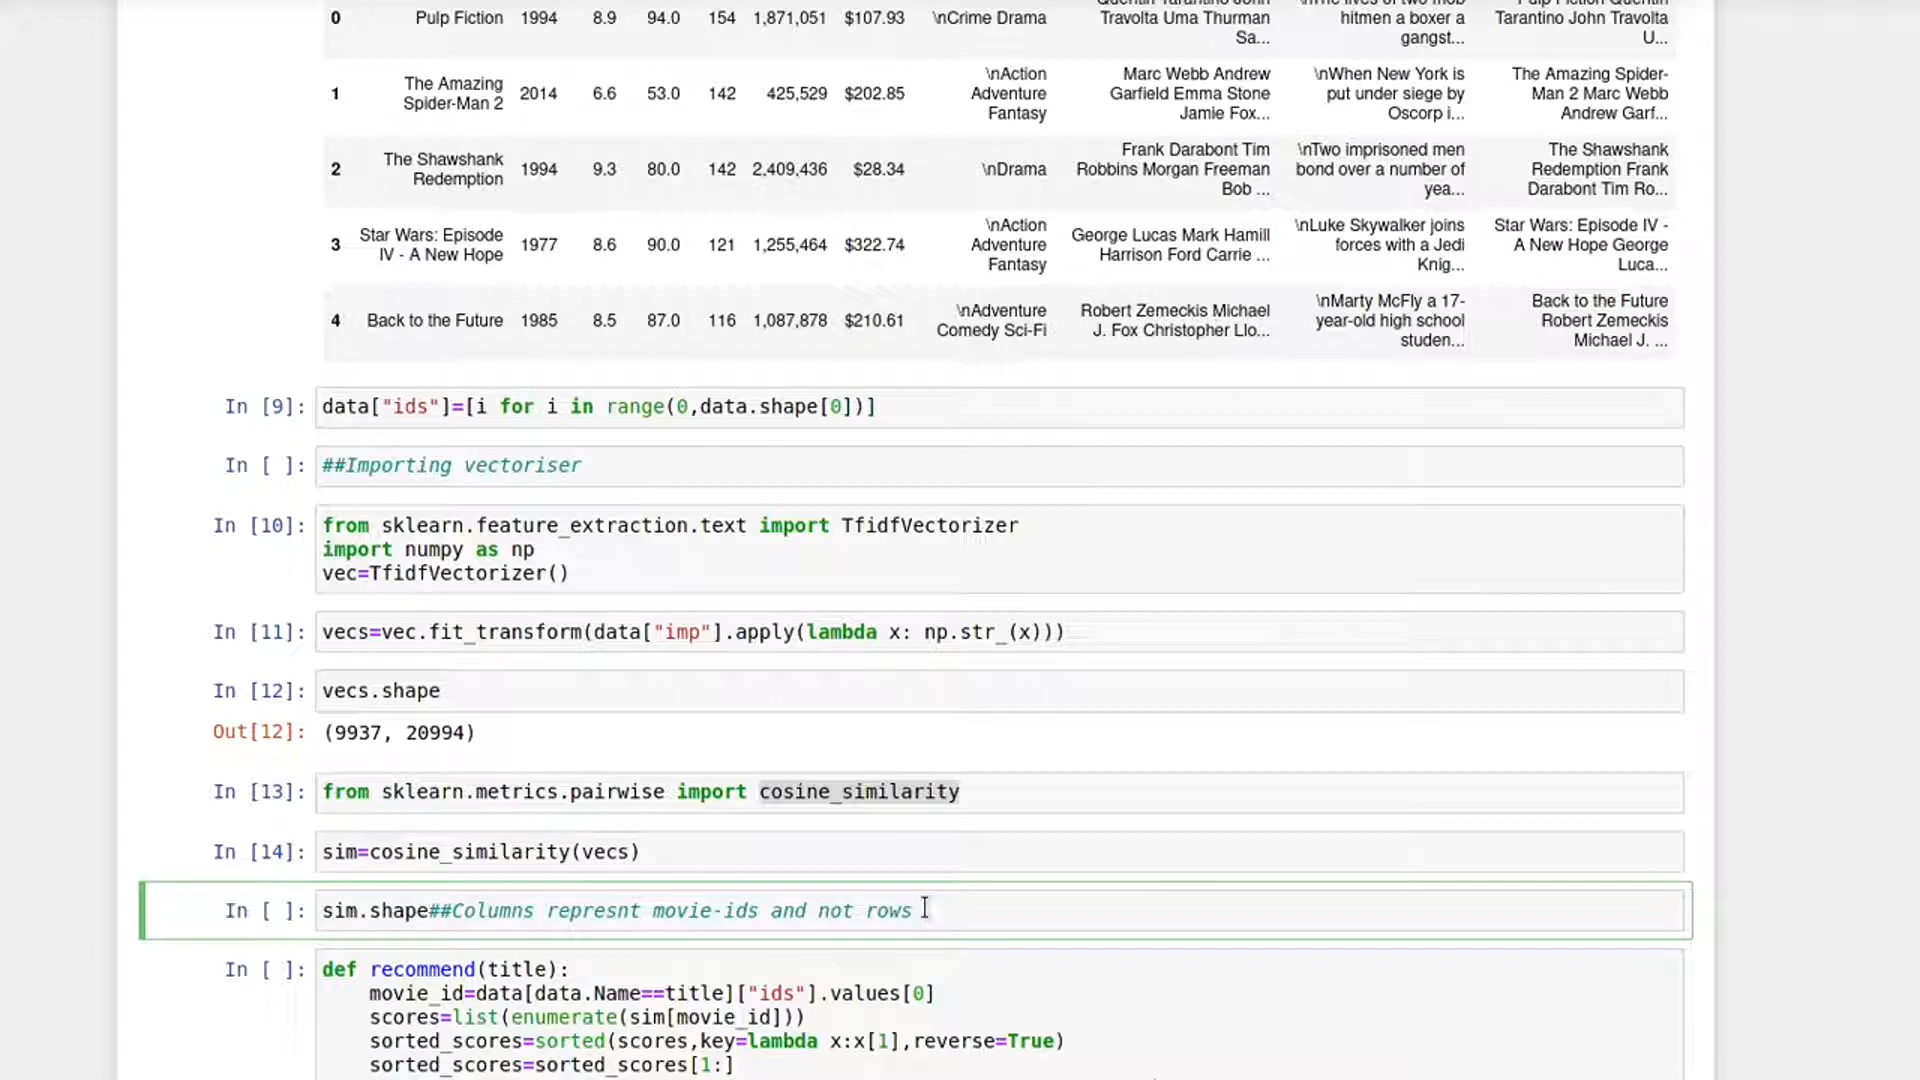 Travolta Uma Thurman
0 Pulp Fiction 1994 8.9 94.0 154 1,871,051 $107.93 \nCrime Drama Travolta Uma Thurman hitmen a boxer a Tarantino John Travolta
Sa... gangst... U...
1 The Amazing Spider-Man 2 2014 6.6 53.0 142 425,529 $202.85 \nAction Adventure Fantasy Marc Webb Andrew Garfield Emma Stone Jamie Fox... \nWhen New York is put under siege by Oscorp i... The Amazing Spider-Man 2 Marc Webb Andrew Garf...
2 The Shawshank Redemption 1994 9.3 80.0 142 2,409,436 $28.34 \nDrama Frank Darabont Tim Robbins Morgan Freeman Bob ... \nTwo imprisoned men bond over a number of yea... The Shawshank Redemption Frank Darabont Tim Ro...
3 Star Wars: Episode IV - A New Hope 1977 8.6 90.0 121 1,255,464 $322.74 \nAction Adventure Fantasy George Lucas Mark Hamill Harrison Ford Carrie ... \nLuke Skywalker joins forces with a Jedi Knig... Star Wars: Episode IV - A New Hope George Luca...
4 Back to the Future 1985 8.5 87.0 116 1,087,878 $210.61 \nAdventure Comedy Sci-Fi Robert Zemeckis Michael J. Fox Christopher Llo... \nMarty McFly a 17-year-old high school studen... Back to the Future Robert Zemeckis Michael J. ...
In [9]: data["ids"]=[i for i in range(0,data.shape[0])]
In [ ]: ##Importing vectoriser
In [10]: from sklearn.feature_extraction.text import TfidfVectorizer
import numpy as np
vec=TfidfVectorizer()
In [11]: vecs=vec.fit_transform(data["imp"].apply(lambda x: np.str_(x)))
In [12]: vecs.shape
Out[12]: (9937, 20994)
In [13]: from sklearn.metrics.pairwise import cosine_similarity
In [14]: sim=cosine_similarity(vecs)
In [ ]: sim.shape##Columns represnt movie-ids and not rows
In [ ]: def recommend(title):
movie_id=data[data.Name==title]["ids"].values[0]
scores=list(enumerate(sim[movie_id]))
sorted_scores=sorted(scores,key=lambda x:x[1],reverse=True)
sorted_scores=sorted_scores[1:]